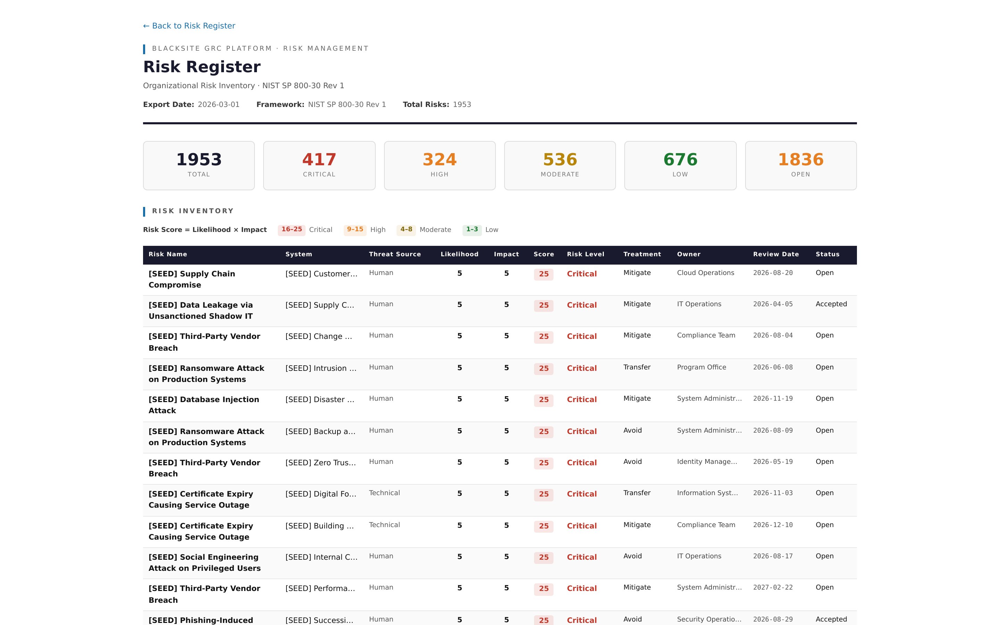 ← Back to Risk Register
BLACKSITE GRC PLATFORM · RISK MANAGEMENT
Risk Register
Organizational Risk Inventory · NIST SP 800-30 Rev 1
Export Date: 2026-03-01 Framework: NIST SP 800-30 Rev 1 Total Risks: 1953
1953 417 324 536 676 1836
TOTAL CRITICAL HIGH MODERATE LOW OPEN
RISK INVENTORY
Risk Score = Likelihood × Impact 16–25 Critical 9–15 High 4–8 Moderate 1–3 Low
Risk Name System Threat Source Likelihood Impact Score Risk Level Treatment Owner Review Date Status
[SEED] Supply Chain [SEED] Customer... Human 5 5 25 Critical Mitigate Cloud Operations 2026-08-20 Open
Compromise
[SEED] Data Leakage via [SEED] Supply C... Human 5 5 25 Critical Mitigate IT Operations 2026-04-05 Accepted
Unsanctioned Shadow IT
[SEED] Third-Party Vendor [SEED] Change ... Human 5 5 25 Critical Mitigate Compliance Team 2026-08-04 Open
Breach
[SEED] Ransomware Attack [SEED] Intrusion ... Human 5 5 25 Critical Transfer Program Office 2026-06-08 Open
on Production Systems
[SEED] Database Injection [SEED] Disaster ... Human 5 5 25 Critical Mitigate System Administr... 2026-11-19 Open
Attack
[SEED] Ransomware Attack [SEED] Backup a... Human 5 5 25 Critical Avoid System Administr... 2026-08-09 Open
on Production Systems
[SEED] Third-Party Vendor [SEED] Zero Trus... Human 5 5 25 Critical Avoid Identity Manage... 2026-05-19 Open
Breach
[SEED] Certificate Expiry [SEED] Digital Fo... Technical 5 5 25 Critical Transfer Information Syst... 2026-11-03 Open
Causing Service Outage
[SEED] Certificate Expiry [SEED] Building ... Technical 5 5 25 Critical Mitigate Compliance Team 2026-12-10 Open
Causing Service Outage
[SEED] Social Engineering [SEED] Internal C... Human 5 5 25 Critical Avoid IT Operations 2026-08-17 Open
Attack on Privileged Users
[SEED] Third-Party Vendor [SEED] Performa... Human 5 5 25 Critical Mitigate System Administr... 2027-02-22 Open
Breach
[SEED] Phishing-Induced [SEED] Successi... Human 5 5 25 Critical Avoid Security Operatio... 2026-08-29 Accepted